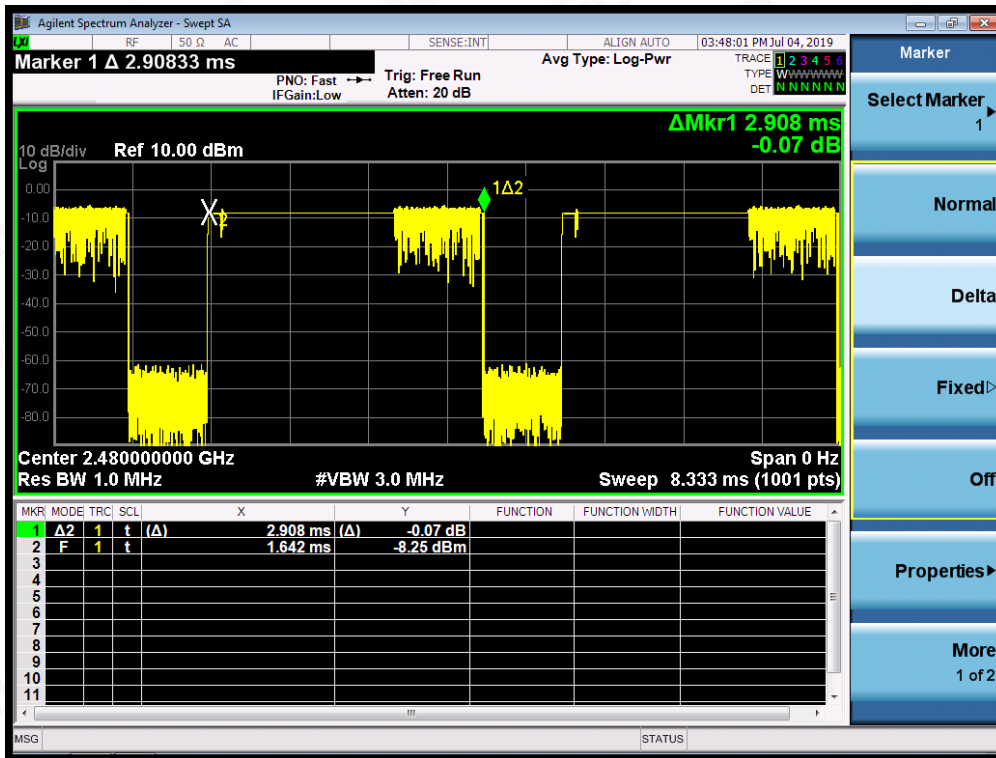 Agilent Spectrum Analyzer - Swept SA
LXI RF 50 Ω AC SENSE:INT ALIGN AUTO 03:48:01 PM Jul 04, 2019
Marker 1 Δ 2.90833 ms
Avg Type: Log-Pwr
TRACE 1 2 3 4 5 6
TYPE WWWWWWW
DET N N N N N N
PNO: Fast
IFGain:Low
Trig: Free Run
Atten: 20 dB
ΔMkr1 2.908 ms
-0.07 dB
10 dB/div Ref 10.00 dBm
Log
0.00
-10.0
-20.0
-30.0
-40.0
-50.0
-60.0
-70.0
-80.0
X2
1Δ2
Center 2.480000000 GHz Span 0 Hz
Res BW 1.0 MHz #VBW 3.0 MHz Sweep 8.333 ms (1001 pts)
MKR MODE TRC SCL X Y FUNCTION FUNCTION WIDTH FUNCTION VALUE
1 Δ2 1 t (Δ) 2.908 ms (Δ) -0.07 dB
2 F 1 t 1.642 ms -8.25 dBm
3
4
5
6
7
8
9
10
11
MSG STATUS
Marker
Select Marker
1
Normal
Delta
Fixed
Off
Properties
More
1 of 2